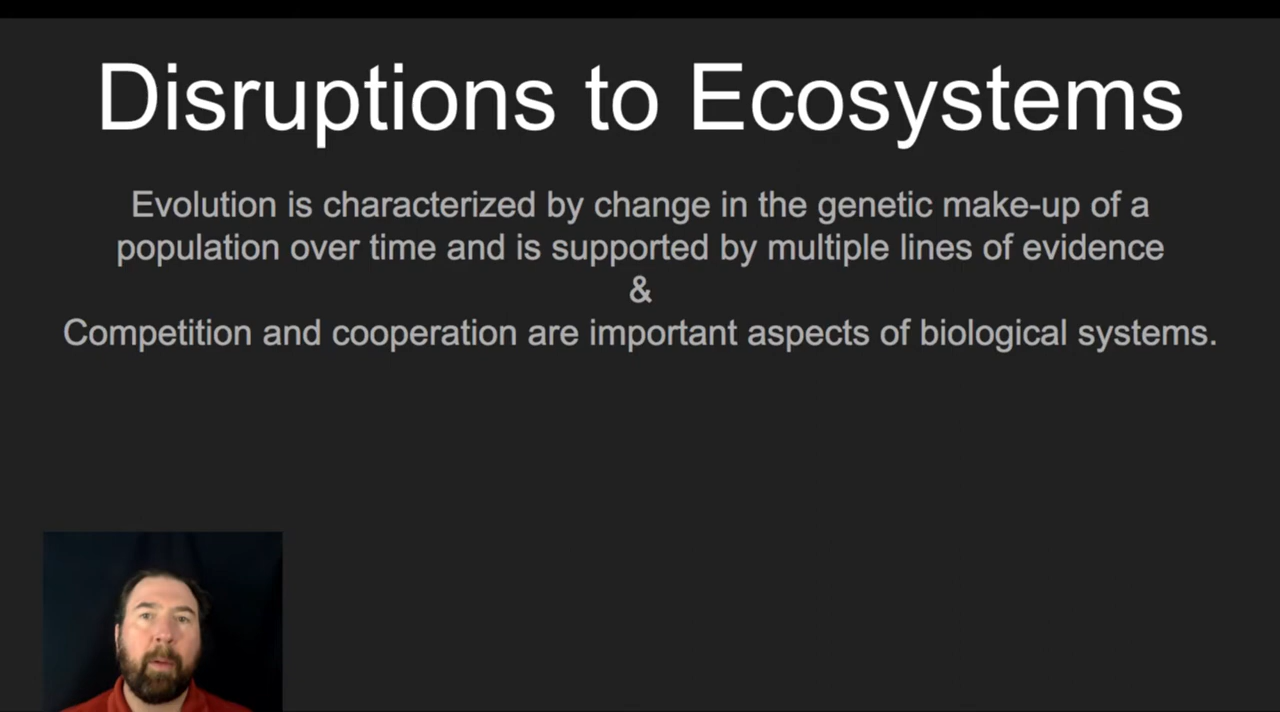 Disruptions to Ecosystems
Evolution is characterized by change in the genetic make-up of a
population over time and is supported by multiple lines of evidence
&
Competition and cooperation are important aspects of biological systems.